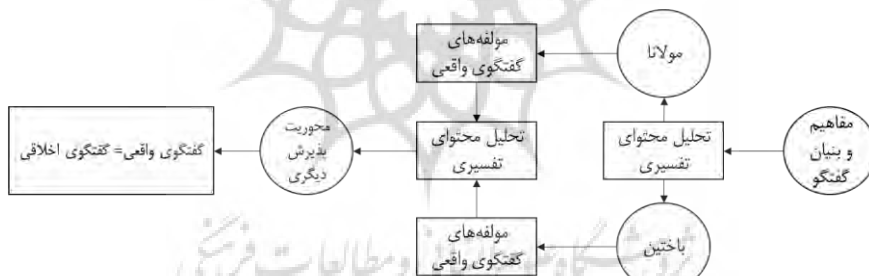 مفاهیم
و بنیان
گفتگو
تحلیل محتوای
تفسیری
مولانا
باختین
مولفه‌های
گفتگوی واقعی
تحلیل محتوای
تفسیری
مولفه‌های
گفتگوی واقعی
محوریت
پذیرش
دیگری
گفتگوی واقعی= گفتگوی اخلاقی